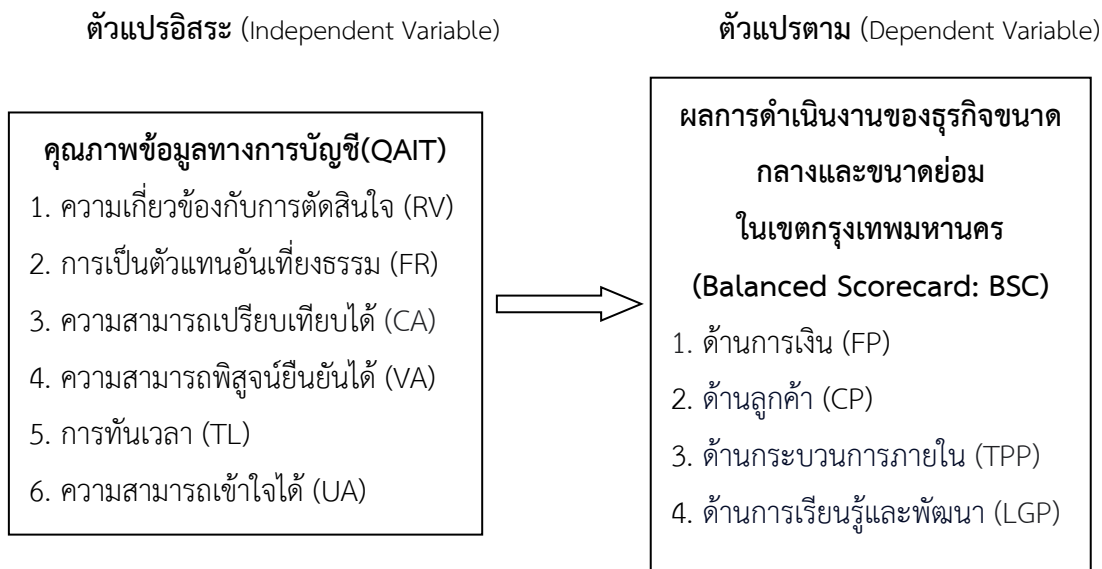 ตัวแปรอิสระ (Independent Variable)
ตัวแปรตาม (Dependent Variable)
คุณภาพข้อมูลทางการบัญชี(QAIT)
1. ความเกี่ยวข้องกับการตัดสินใจ (RV)
2. การเป็นตัวแทนอันเที่ยงธรรม (FR)
3. ความสามารถเปรียบเทียบได้ (CA)
4. ความสามารถพิสูจน์ยืนยันได้ (VA)
5. การทันเวลา (TL)
6. ความสามารถเข้าใจได้ (UA)
ผลการดำเนินงานของธุรกิจขนาด
กลางและขนาดย่อม
ในเขตกรุงเทพมหานคร
(Balanced Scorecard: BSC)
1. ด้านการเงิน (FP)
2. ด้านลูกค้า (CP)
3. ด้านกระบวนการภายใน (TPP)
4. ด้านการเรียนรู้และพัฒนา (LGP)